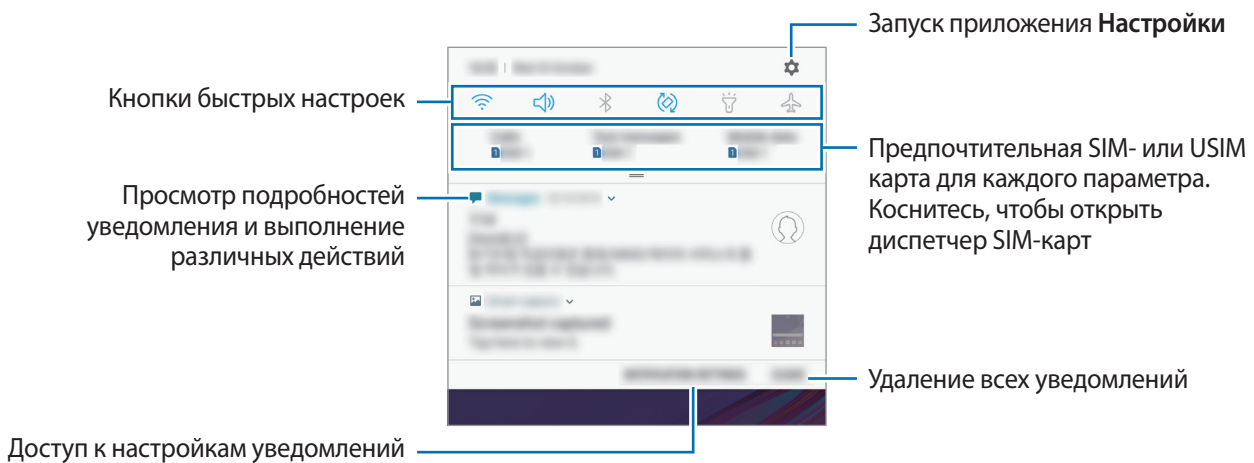 Запуск приложения Настройки
Кнопки быстрых настроек
Предпочтительная SIM- или USIM
карта для каждого параметра.
Коснитесь, чтобы открыть
диспетчер SIM-карт
Просмотр подробностей
уведомления и выполнение
различных действий
Удаление всех уведомлений
Доступ к настройкам уведомлений